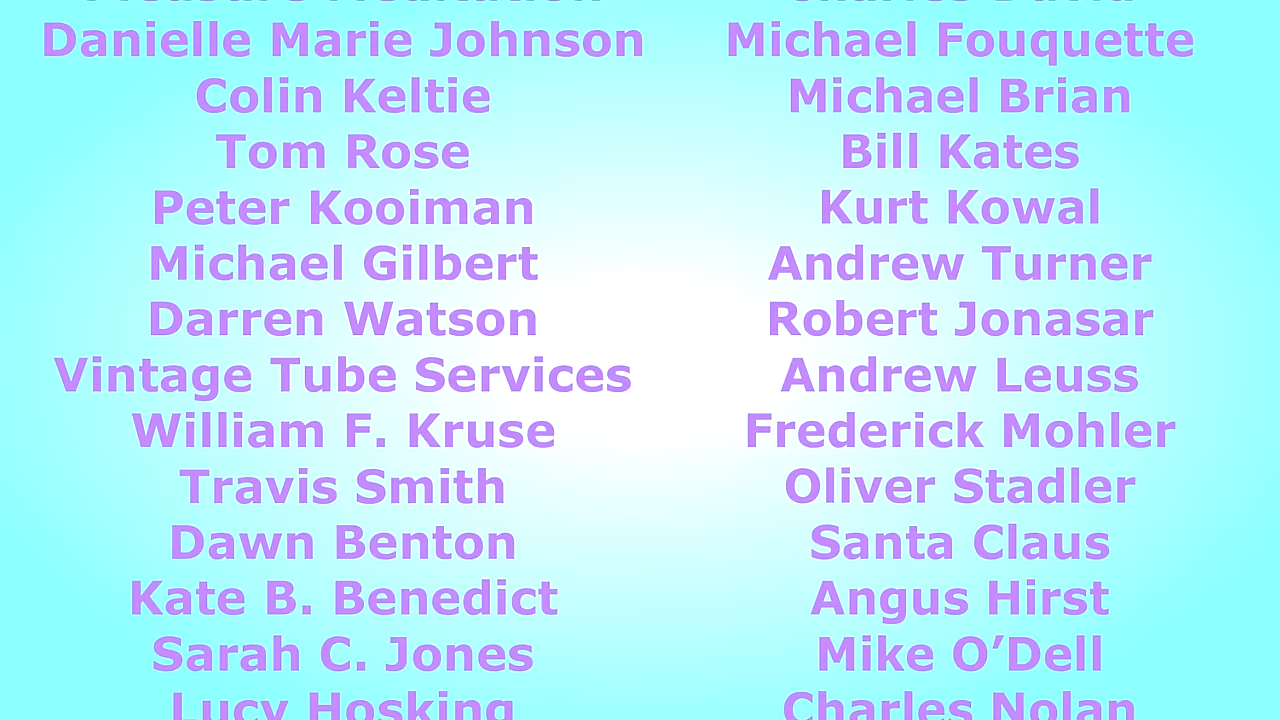 Danielle Marie Johnson
Colin Keltie
Tom Rose
Peter Kooiman
Michael Gilbert
Darren Watson
Vintage Tube Services
William F. Kruse
Travis Smith
Dawn Benton
Kate B. Benedict
Sarah C. Jones
Lucy Hosking
Michael Fouquette
Michael Brian
Bill Kates
Kurt Kowal
Andrew Turner
Robert Jonasar
Andrew Leuss
Frederick Mohler
Oliver Stadler
Santa Claus
Angus Hirst
Mike O’Dell
Charles Nolan